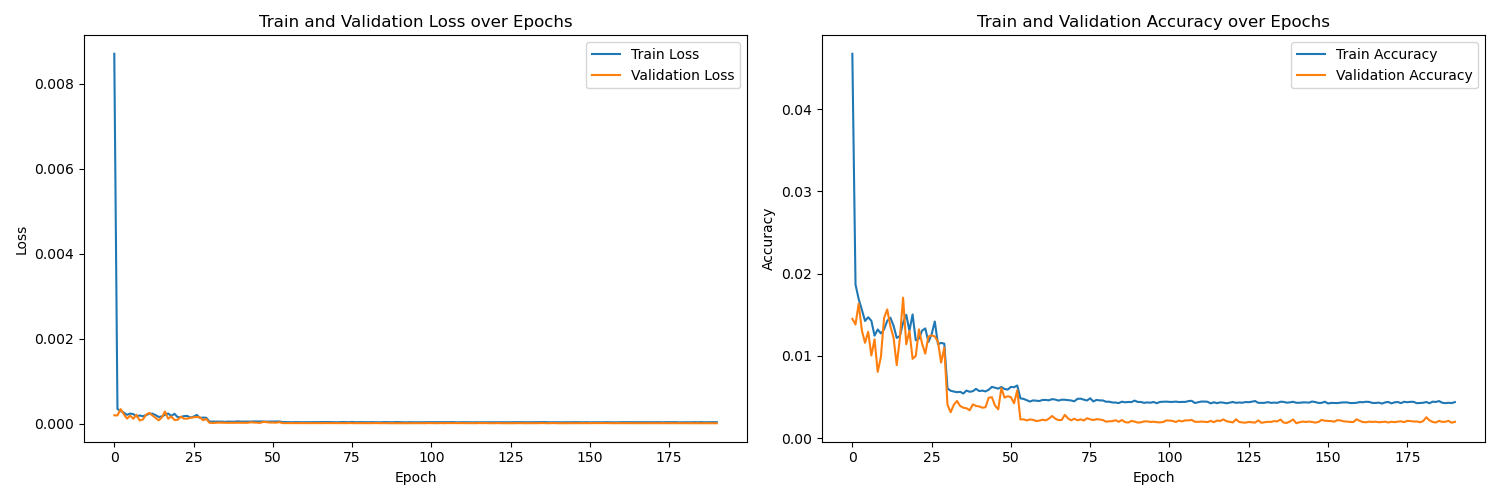 Train and Validation Loss over Epochs
Train Loss
Validation Loss
0.008
0.006
0.004
0.002
0.000
Loss
0 25 50 75 100 125 150 175
Epoch
Train and Validation Accuracy over Epochs
Train Accuracy
Validation Accuracy
0.04
0.03
0.02
0.01
0.00
Accuracy
0 25 50 75 100 125 150 175
Epoch